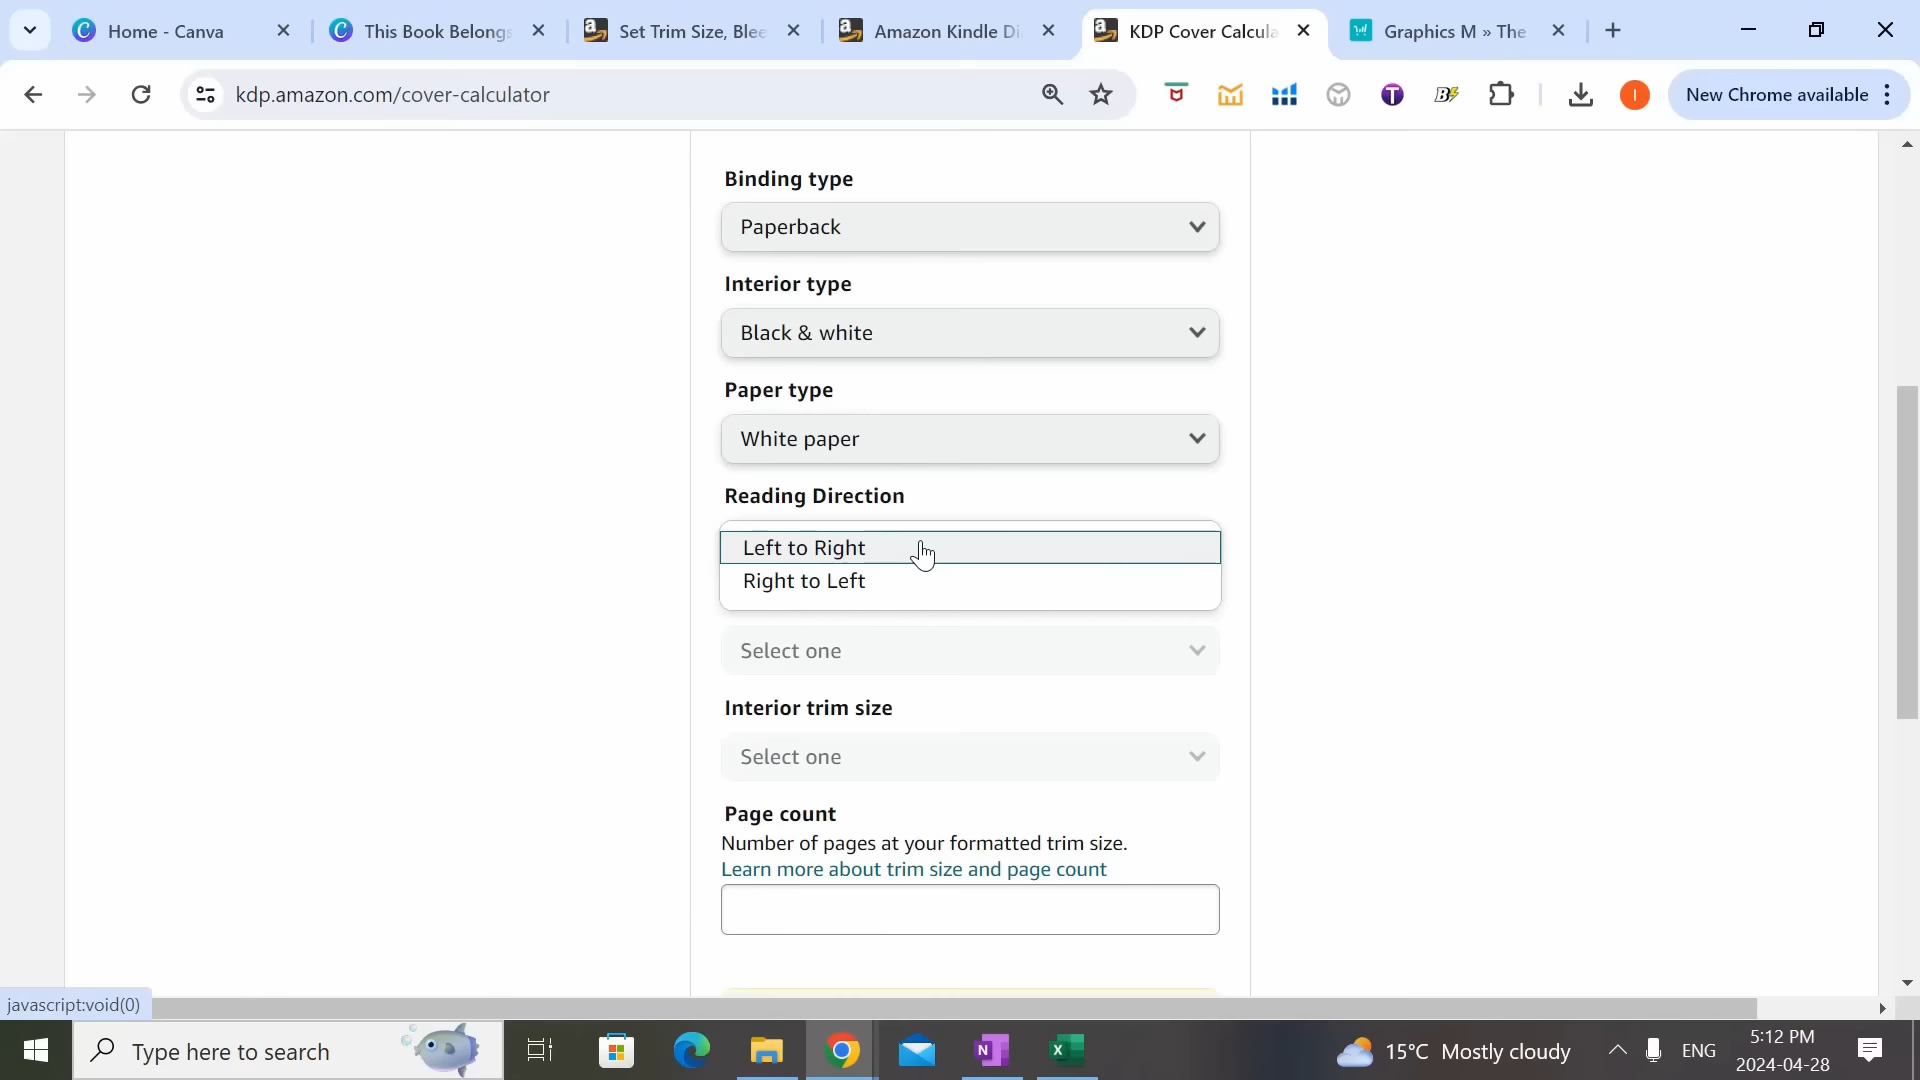 Home - Canva
This Book Belongs
Set Trim Size, Blee
Amazon Kindle Di
KDP Cover Calcula
Graphics M » The
kdp.amazon.com/cover-calculator
New Chrome available
Binding type
Paperback
Interior type
Black & white
Paper type
White paper
Reading Direction
Left to Right
Right to Left
Select one
Interior trim size
Select one
Page count
Number of pages at your formatted trim size.
Learn more about trim size and page count
javascript:void(0)
Type here to search
15°C Mostly cloudy
ENG
5:12 PM
2024-04-28